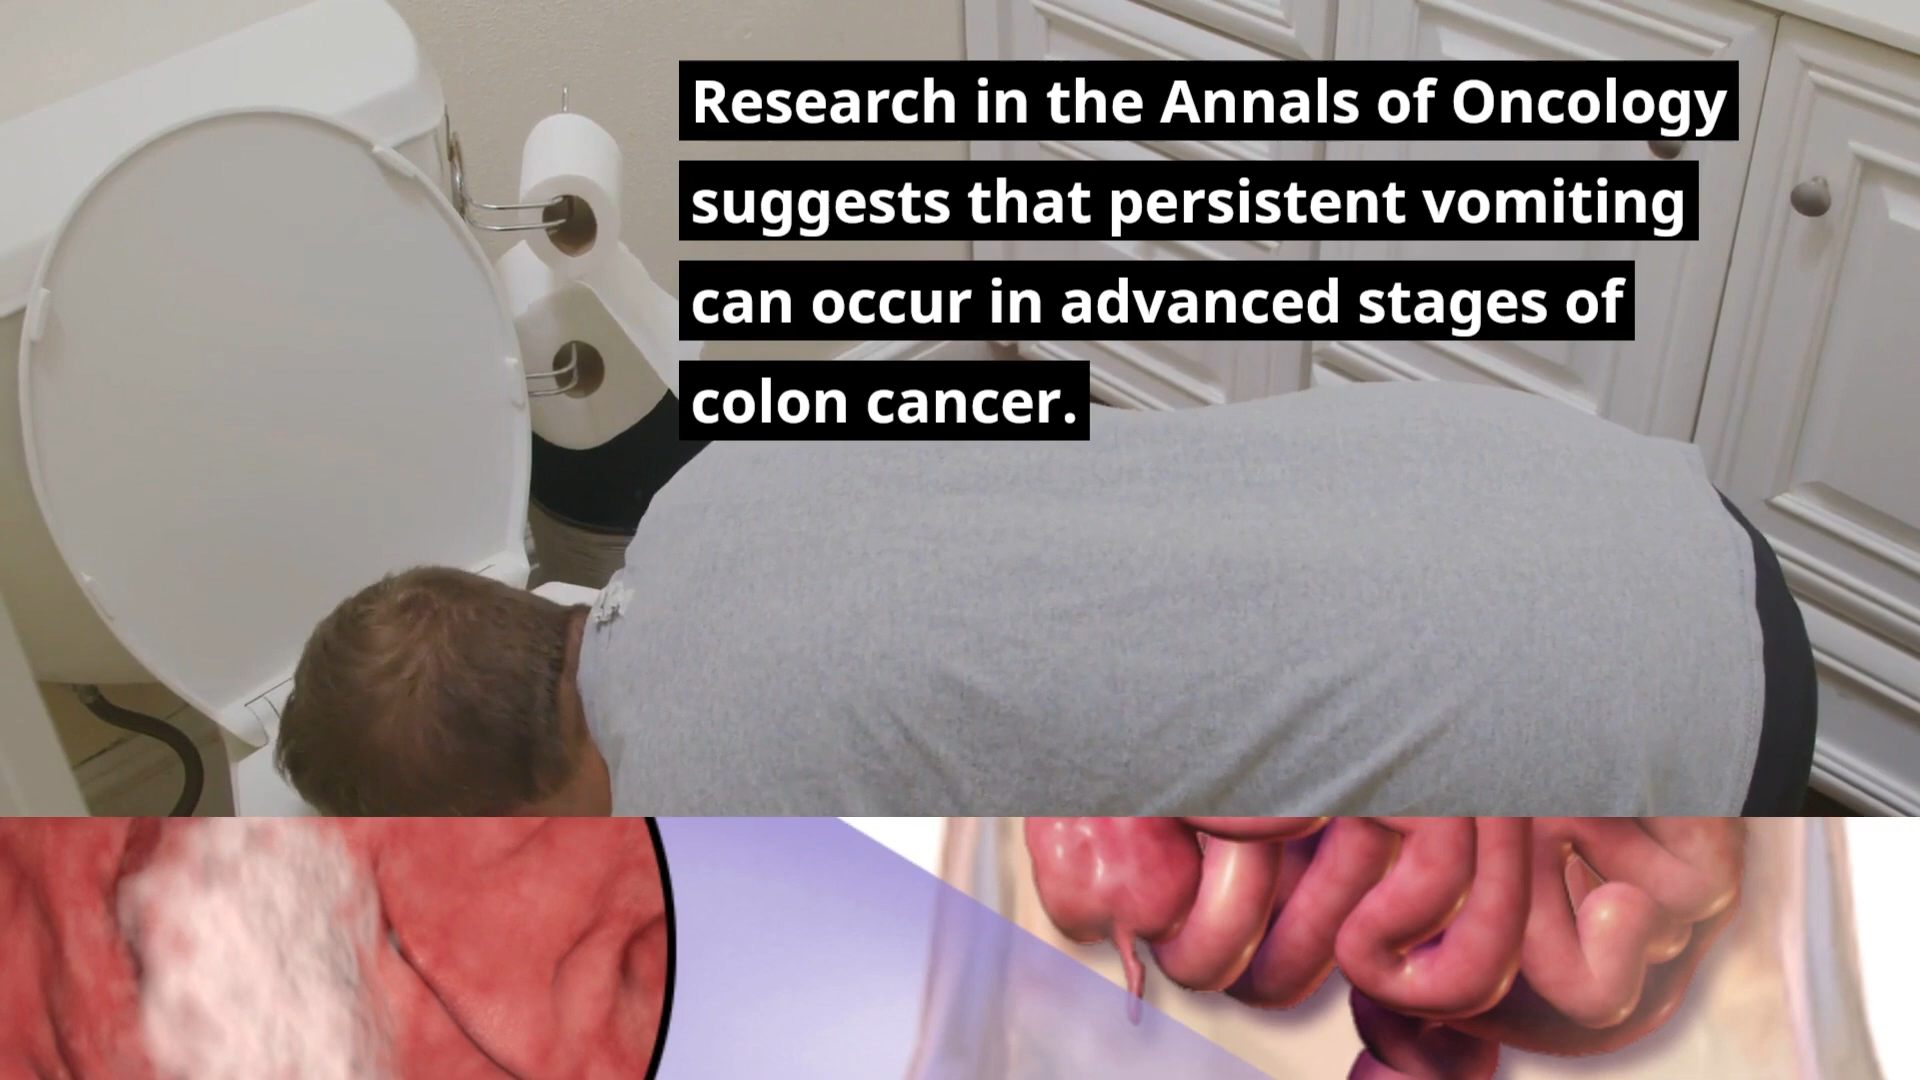 Research in the Annals of Oncology
suggests that persistent vomiting
can occur in advanced stages of
colon cancer.